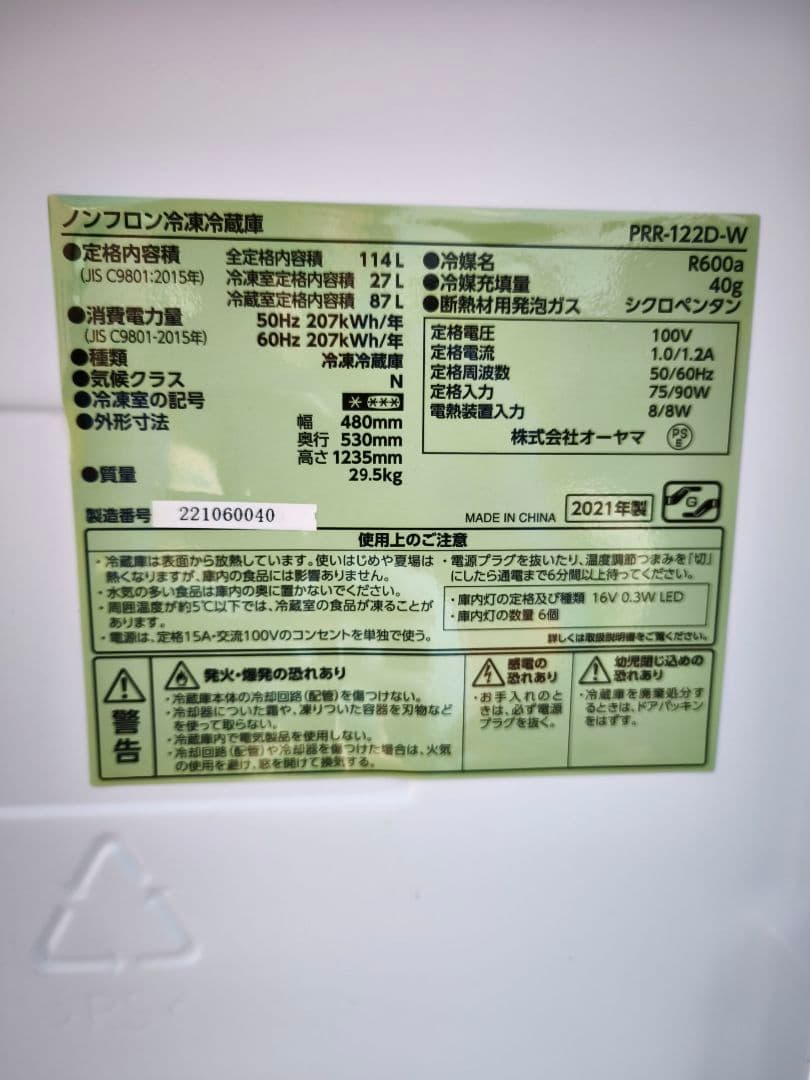 ノンフロン冷凍冷蔵庫
PRR-122D-W
●定格内容積 全定格内容積 114L
(JIS C9801:2015年) 冷凍室定格内容積 27L
冷蔵室定格内容積 87L
●消費電力量 50Hz 207kWh/年
(JIS C9801-2015年) 60Hz 207kWh/年
●種類 冷凍冷蔵庫
●気候クラス N
●冷凍室の記号
●外形寸法 幅 480mm
奥行 530mm
高さ 1235mm
●質量 29.5kg
●冷媒名 R600a
●冷媒充填量 40g
●断熱材用発泡ガス シクロペンタン
定格電圧 100V
定格電流 1.0/1.2A
定格周波数 50/60Hz
定格入力 75/90W
電熱装置入力 8/8W
株式会社オーヤマ
PS
E
製造番号 221060040
MADE IN CHINA
2021年製
G
使用上のご注意
・冷蔵庫は表面から放熱しています。使いはじめや夏場は
熱くなりますが、庫内の食品には影響ありません。
・水気の多い食品は庫内の奥に置かないでください。
・周囲温度が約5℃以下では、冷蔵室の食品が凍ることが
あります。
・電源は、定格15A・交流100Vのコンセントを単独で使う。
・電源プラグを抜いたり、温度調節つまみを「切」
にしたら通電まで6分間以上待ってください。
・庫内灯の定格及び種類 16V 0.3W LED
・庫内灯の数量 6個
詳しくは取扱説明書をご覧ください。
警告
発火・爆発の恐れあり
・冷蔵庫本体の冷却回路(配管)を傷つけない。
・冷却器についた霜や、凍りついた容器を刃物など
を使って取らない。
・冷蔵庫内で電気製品を使用しない。
・冷却回路(配管)や冷却器を傷つけた場合は、火気
の使用を避け、窓を開けて換気する。
感電の
恐れあり
・お手入れのと
きは、必ず電源
プラグを抜く。
幼児閉じ込めの
恐れあり
・冷蔵庫を廃棄処分す
るときは、ドアパッキン
をはずす。
>PS<